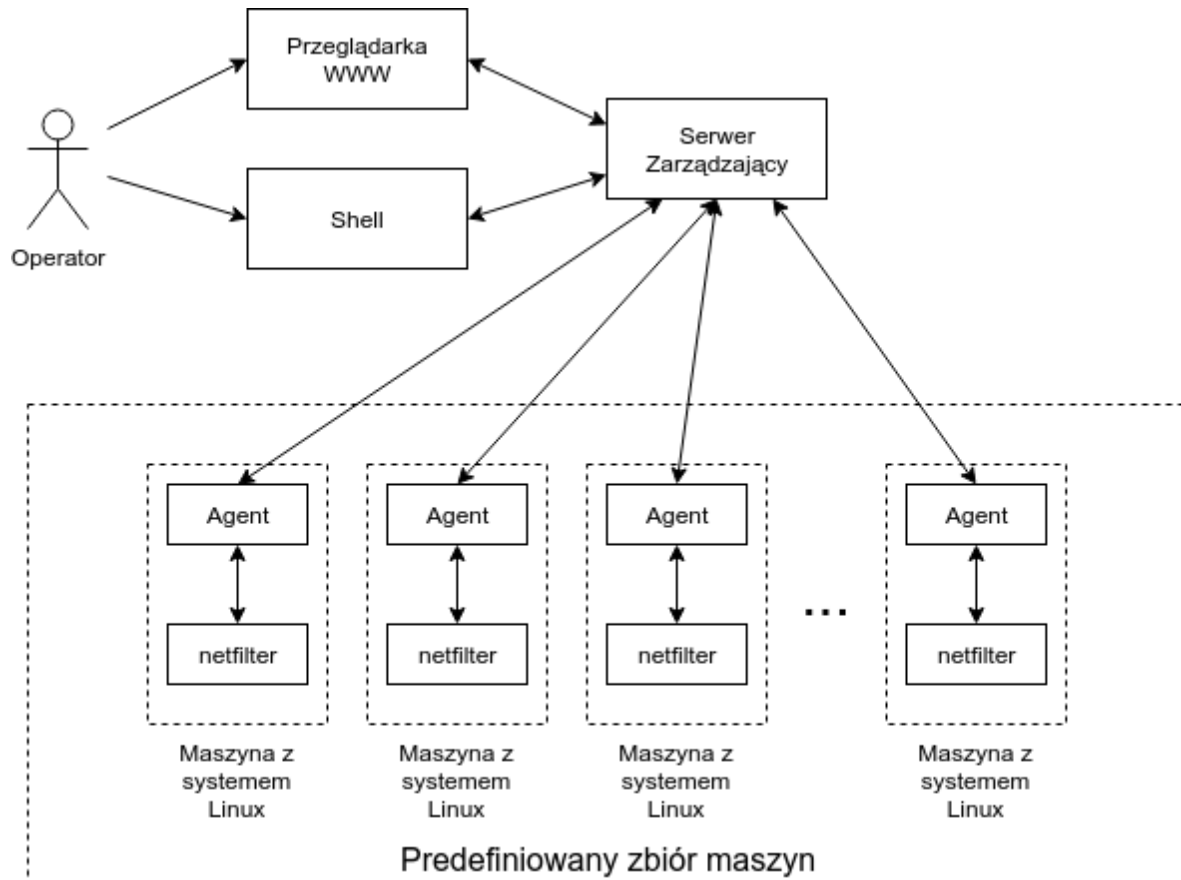 Przeglądarka
WWW
Serwer
Zarządzający
Shell
Operator
Agent
Agent
Agent
Agent
...
netfilter
netfilter
netfilter
netfilter
Maszyna z
systemem
Linux
Maszyna z
systemem
Linux
Maszyna z
systemem
Linux
Maszyna z
systemem
Linux
Predefiniowany zbiór maszyn